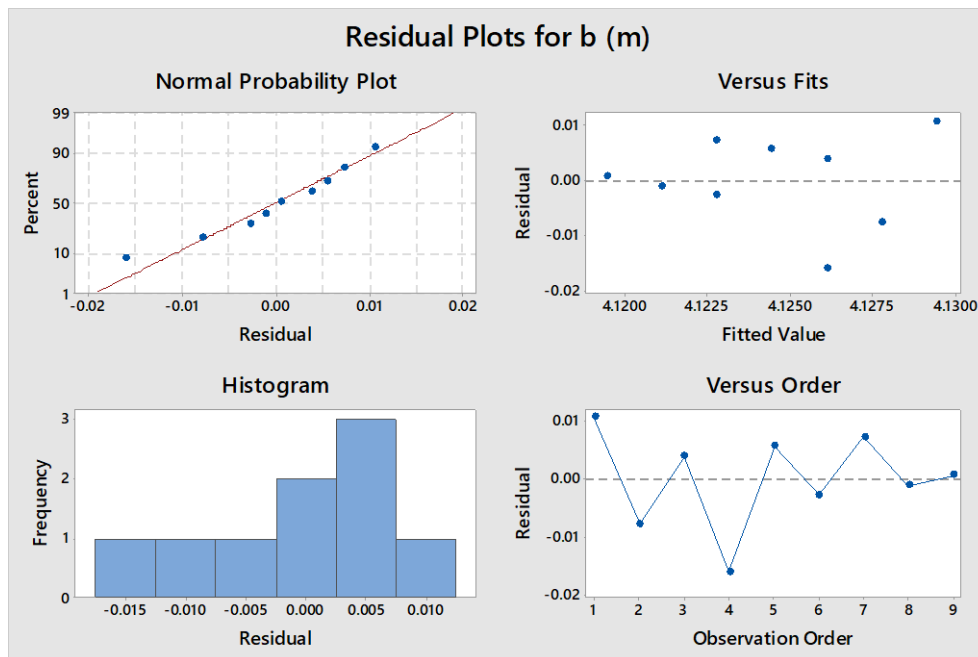 Residual Plots for b (m)
Normal Probability Plot
99
90
50
10
1
Percent
-0.02 -0.01 0.00 0.01 0.02
Residual
Versus Fits
0.01
0.00
-0.01
-0.02
Residual
4.1200 4.1225 4.1250 4.1275 4.1300
Fitted Value
Histogram
3
2
1
0
Frequency
-0.015 -0.010 -0.005 0.000 0.005 0.010
Residual
Versus Order
0.01
0.00
-0.01
-0.02
Residual
1 2 3 4 5 6 7 8 9
Observation Order